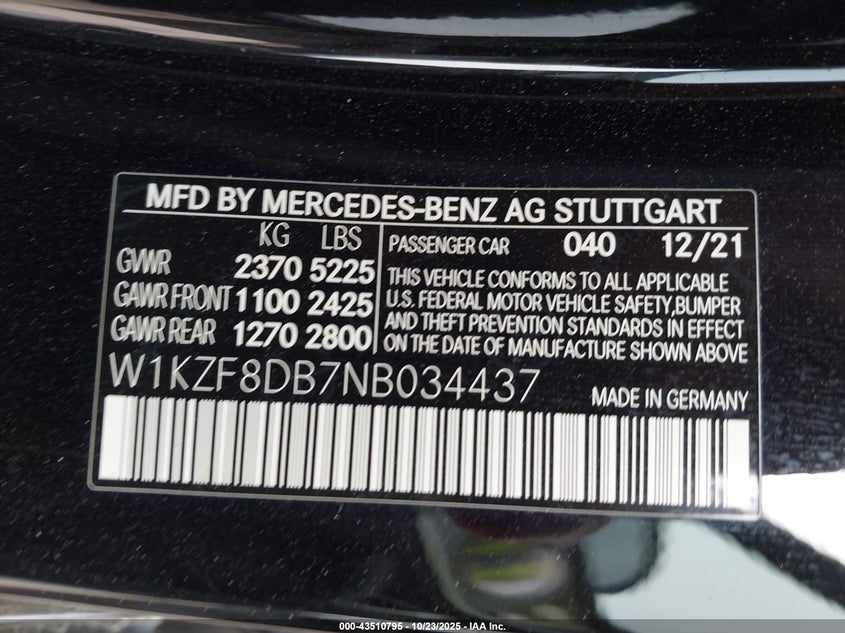 MFD BY MERCEDES-BENZ AG STUTTGART
KG LBS
GVWR 2370 5225
GAWR FRONT 1100 2425
GAWR REAR 1270 2800
PASSENGER CAR 040 12/21
THIS VEHICLE CONFORMS TO ALL APPLICABLE
U.S. FEDERAL MOTOR VEHICLE SAFETY,BUMPER
AND THEFT PREVENTION STANDARDS IN EFFECT
ON THE DATE OF MANUFACTURE SHOWN ABOVE
W1KZF8DB7NB034437
MADE IN GERMANY
000-43510795 - 10/23/2025 - IAA Inc.